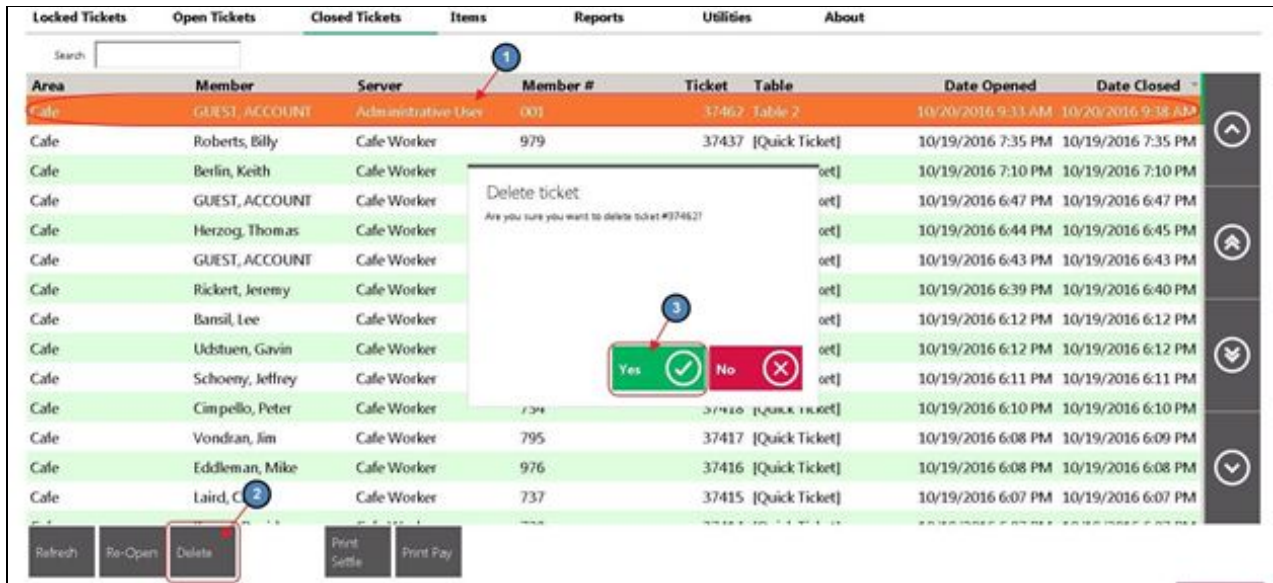 Locked Tickets Open Tickets Closed Tickets Items Reports Utilities About
Search
1
Area Member Server Member # Ticket Table Date Opened Date Closed
Cafe GUEST, ACCOUNT Administrative User 001 37462 Table 2 10/20/2016 9:33 AM 10/20/2016 9:38 AM
Cafe Roberts, Billy Cafe Worker 979 37437 [Quick Ticket] 10/19/2016 7:35 PM 10/19/2016 7:35 PM
Cafe Berlin, Keith Cafe Worker 10/19/2016 7:10 PM 10/19/2016 7:10 PM
Delete ticket
Are you sure you want to delete ticket #37462?
Cafe GUEST, ACCOUNT Cafe Worker 10/19/2016 6:47 PM 10/19/2016 6:47 PM
Cafe Herzog, Thomas Cafe Worker 10/19/2016 6:44 PM 10/19/2016 6:45 PM
Cafe GUEST, ACCOUNT Cafe Worker 10/19/2016 6:43 PM 10/19/2016 6:43 PM
Cafe Rickert, Jeremy Cafe Worker 10/19/2016 6:39 PM 10/19/2016 6:40 PM
3
Cafe Bansil, Lee Cafe Worker 10/19/2016 6:12 PM 10/19/2016 6:12 PM
Cafe Udstuen, Gavin Cafe Worker 10/19/2016 6:12 PM 10/19/2016 6:12 PM
Yes No
Cafe Schoeny, Jeffrey Cafe Worker 10/19/2016 6:11 PM 10/19/2016 6:11 PM
Cafe Cimpello, Peter Cafe Worker 37418 [Quick Ticket] 10/19/2016 6:10 PM 10/19/2016 6:10 PM
Cafe Vondran, Jim Cafe Worker 795 37417 [Quick Ticket] 10/19/2016 6:08 PM 10/19/2016 6:09 PM
Cafe Eddleman, Mike Cafe Worker 976 37416 [Quick Ticket] 10/19/2016 6:08 PM 10/19/2016 6:08 PM
Cafe Laird, C 2 Cafe Worker 737 37415 [Quick Ticket] 10/19/2016 6:07 PM 10/19/2016 6:07 PM
Refresh Re-Open Delete Print Settle Print Pay